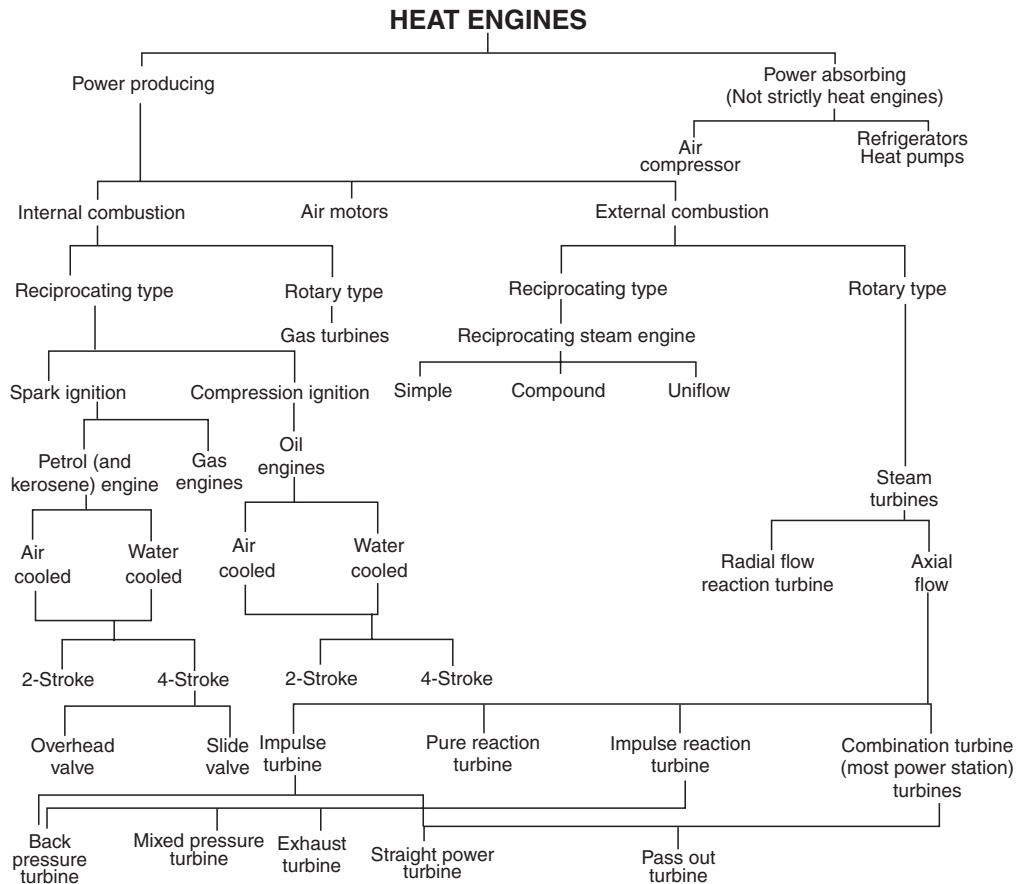 HEAT ENGINES
Power producing
Power absorbing
(Not strictly heat engines)
Air
compressor
Refrigerators
Heat pumps
Internal combustion
Air motors
External combustion
Reciprocating type
Rotary type
Reciprocating type
Rotary type
Gas turbines
Reciprocating steam engine
Spark ignition
Compression ignition
Simple
Compound
Uniflow
Petrol (and
kerosene) engine
Gas
engines
Oil
engines
Steam
turbines
Air
cooled
Water
cooled
Air
cooled
Water
cooled
Radial flow
reaction turbine
Axial
flow
2-Stroke
4-Stroke
2-Stroke
4-Stroke
Overhead
valve
Slide
valve
Impulse
turbine
Pure reaction
turbine
Impulse reaction
turbine
Combination turbine
(most power station)
turbines
Back
pressure
turbine
Mixed pressure
turbine
Exhaust
turbine
Straight power
turbine
Pass out
turbine